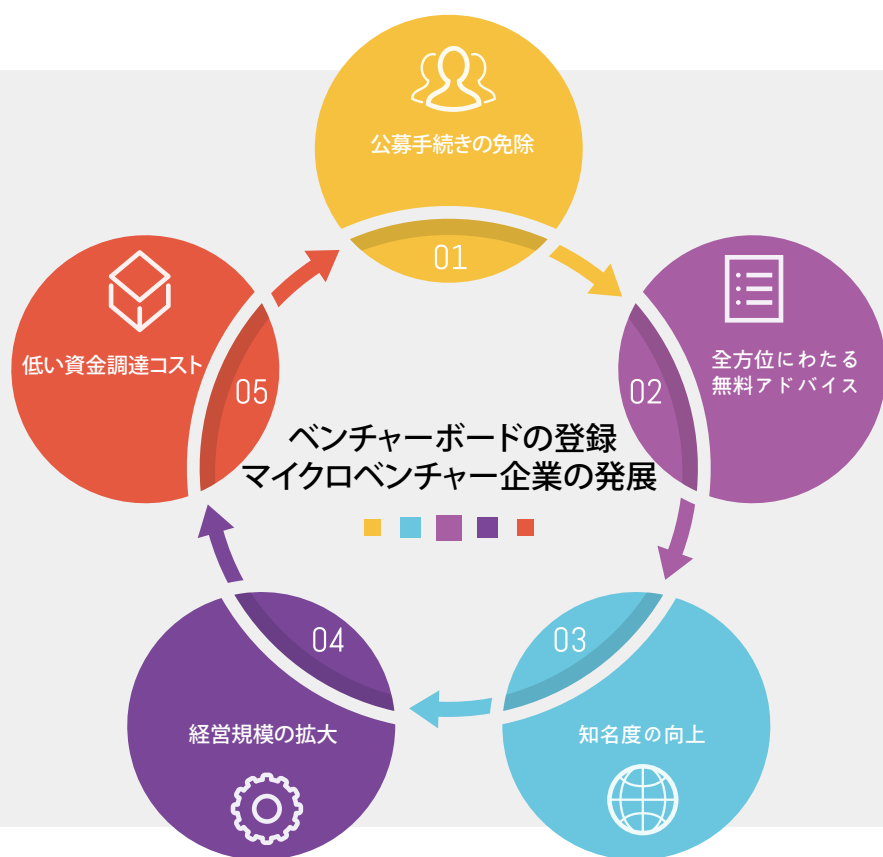 公募手続きの免除
01
全方位にわたる
無料アドバイス
02
知名度の向上
03
経営規模の拡大
04
低い資金調達コスト
05
ベンチャーボードの登録
マイクロベンチャー企業の発展